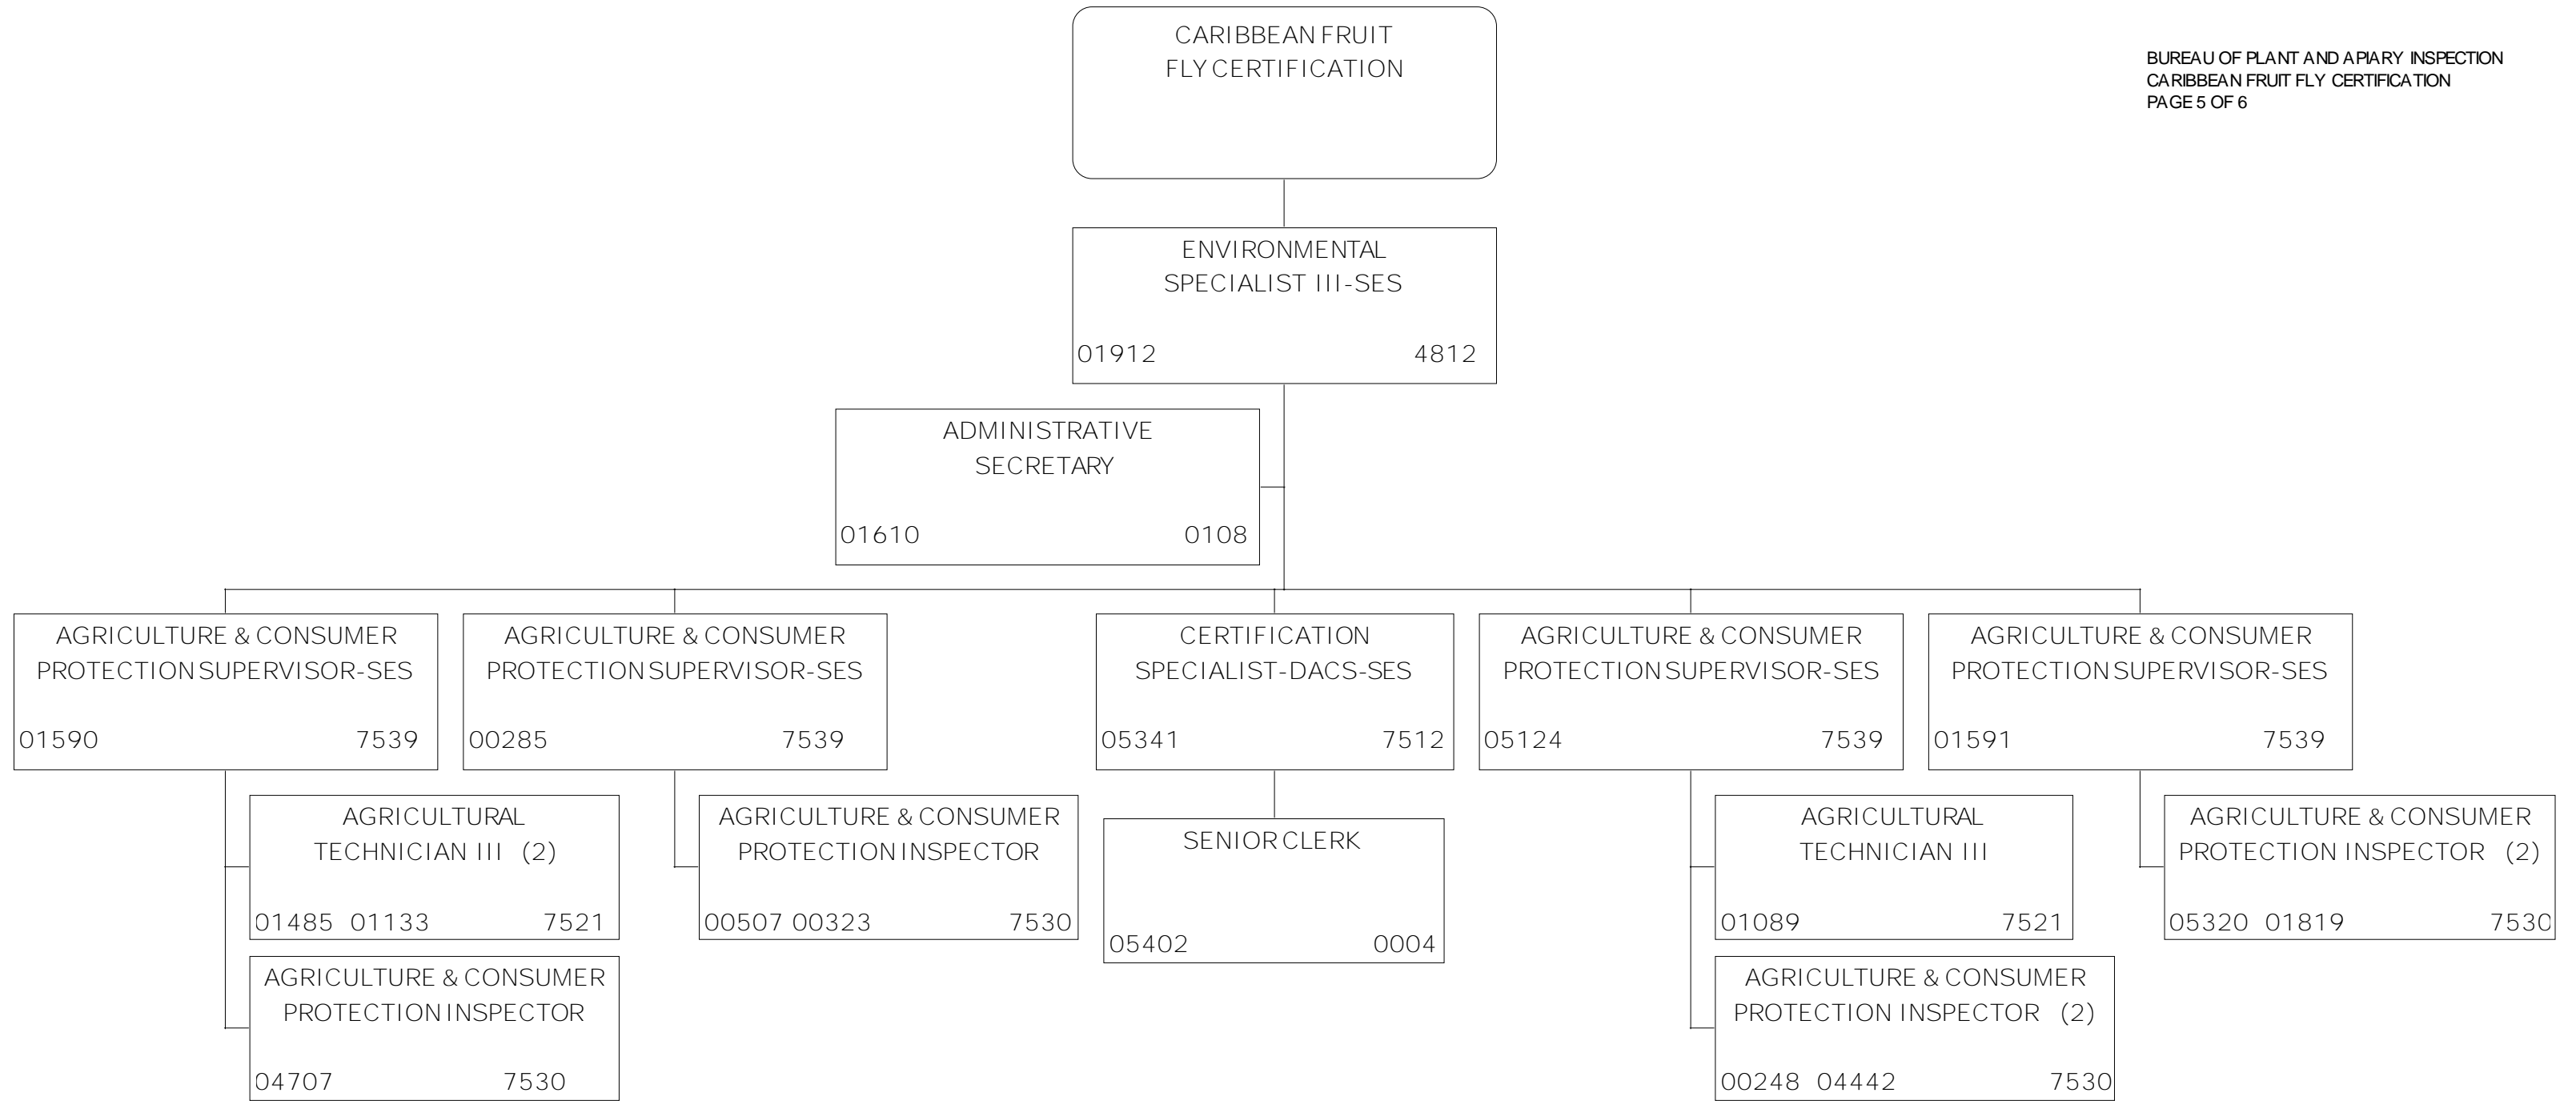 CARIBBEAN FRUIT
FLY CERTIFICATION
BUREAU OF PLANT AND APIARY INSPECTION
CARIBBEAN FRUIT FLY CERTIFICATION
PAGE 5 OF 6
ENVIRONMENTAL
SPECIALIST III-SES
01912 4812
ADMINISTRATIVE
SECRETARY
01610 0108
AGRICULTURE & CONSUMER
PROTECTION SUPERVISOR-SES
01590 7539
AGRICULTURE & CONSUMER
PROTECTION SUPERVISOR-SES
00285 7539
CERTIFICATION
SPECIALIST-DACS-SES
05341 7512
AGRICULTURE & CONSUMER
PROTECTION SUPERVISOR-SES
05124 7539
AGRICULTURE & CONSUMER
PROTECTION SUPERVISOR-SES
01591 7539
AGRICULTURAL
TECHNICIAN III (2)
01485 01133 7521
AGRICULTURE & CONSUMER
PROTECTION INSPECTOR
00507 00323 7530
SENIOR CLERK
05402 0004
AGRICULTURAL
TECHNICIAN III
01089 7521
AGRICULTURE & CONSUMER
PROTECTION INSPECTOR (2)
05320 01819 7530
AGRICULTURE & CONSUMER
PROTECTION INSPECTOR
04707 7530
AGRICULTURE & CONSUMER
PROTECTION INSPECTOR (2)
00248 04442 7530